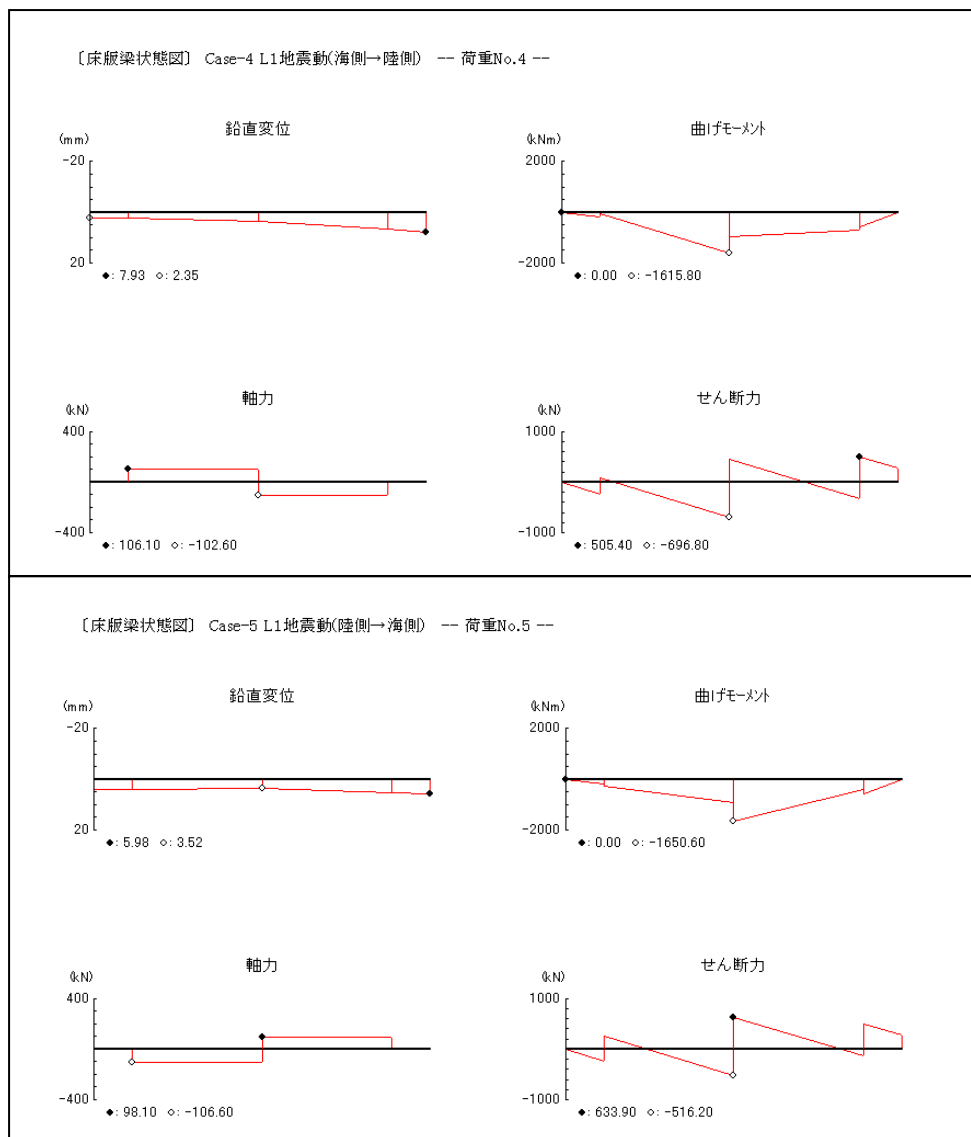 〔床版梁状態図〕 Case-4 L1地震動(海側→陸側) -- 荷重No.4 --
鉛直変位
(mm)
-20
20
◆: 7.93 ◇: 2.35
曲げモーメント
(kNm)
2000
-2000
◆: 0.00 ◇: -1615.80
軸力
(kN)
400
-400
◆: 106.10 ◇: -102.60
せん断力
(kN)
1000
-1000
◆: 505.40 ◇: -696.80
〔床版梁状態図〕 Case-5 L1地震動(陸側→海側) -- 荷重No.5 --
鉛直変位
(mm)
-20
20
◆: 5.98 ◇: 3.52
曲げモーメント
(kNm)
2000
-2000
◆: 0.00 ◇: -1650.60
軸力
(kN)
400
-400
◆: 98.10 ◇: -106.60
せん断力
(kN)
1000
-1000
◆: 633.90 ◇: -516.20